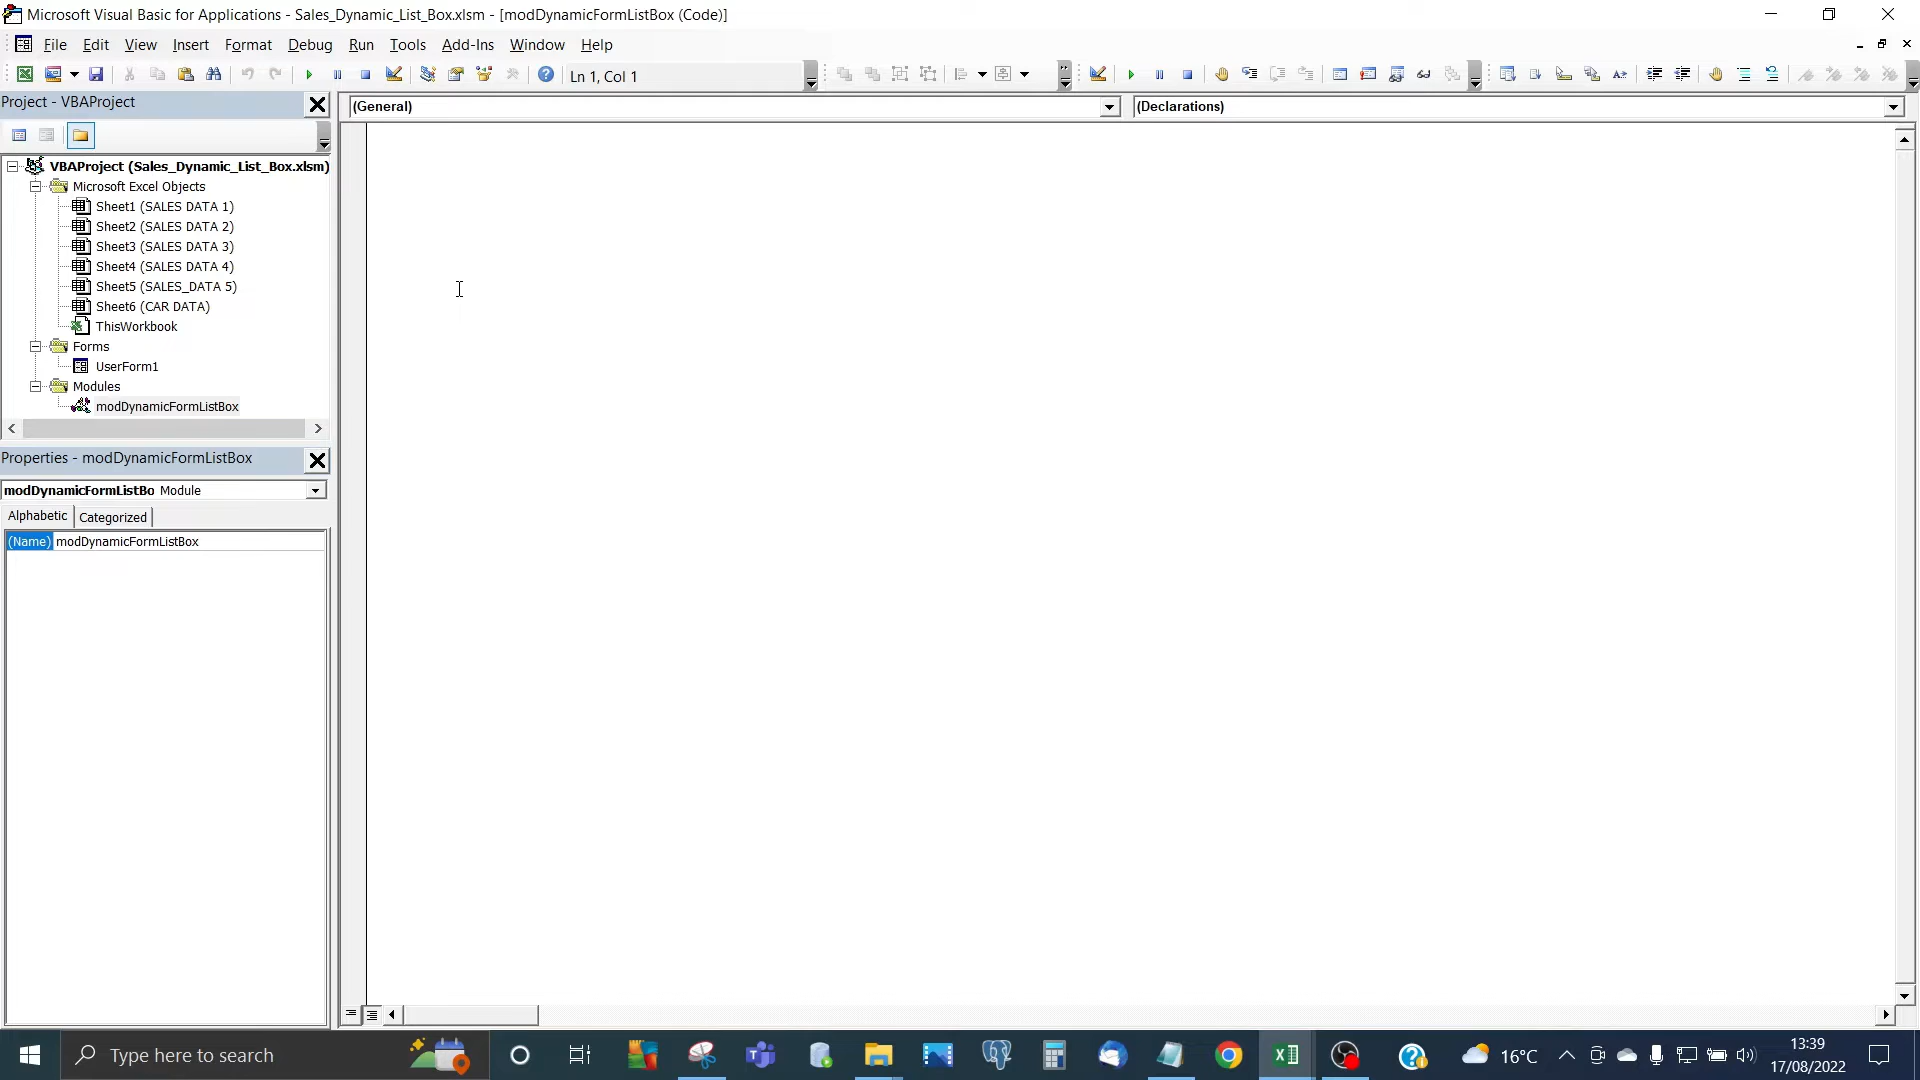 Microsoft Visual Basic for Applications - Sales_Dynamic_List_Box.xlsm - [modDynamicFormListBox (Code)]
File Edit View Insert Format Debug Run Tools Add-Ins Window Help
Ln 1, Col 1
Project - VBAProject
(General)
(Declarations)
VBAProject (Sales_Dynamic_List_Box.xlsm)
Microsoft Excel Objects
Sheet1 (SALES DATA 1)
Sheet2 (SALES DATA 2)
Sheet3 (SALES DATA 3)
Sheet4 (SALES DATA 4)
Sheet5 (SALES_DATA 5)
Sheet6 (CAR DATA)
ThisWorkbook
Forms
UserForm1
Modules
modDynamicFormListBox
Properties - modDynamicFormListBox
modDynamicFormListBo Module
Alphabetic Categorized
(Name) modDynamicFormListBox
Type here to search
16°C
13:39
17/08/2022